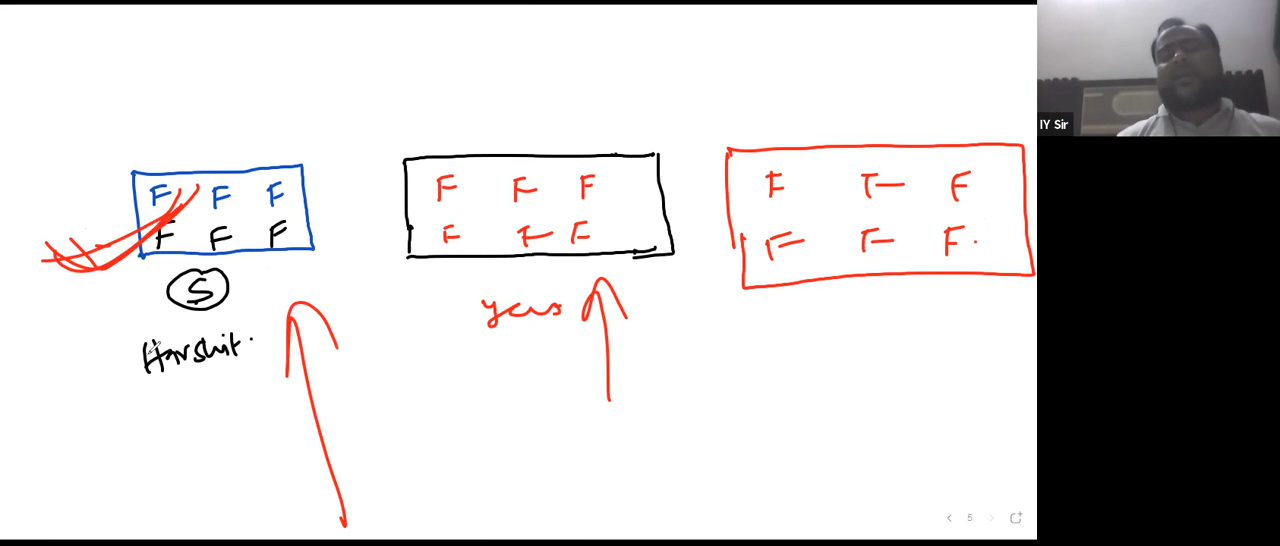 F F F
F F F
S
Harshit.
F F F
F F F
yes
F F F
F F F.
IY Sir
5